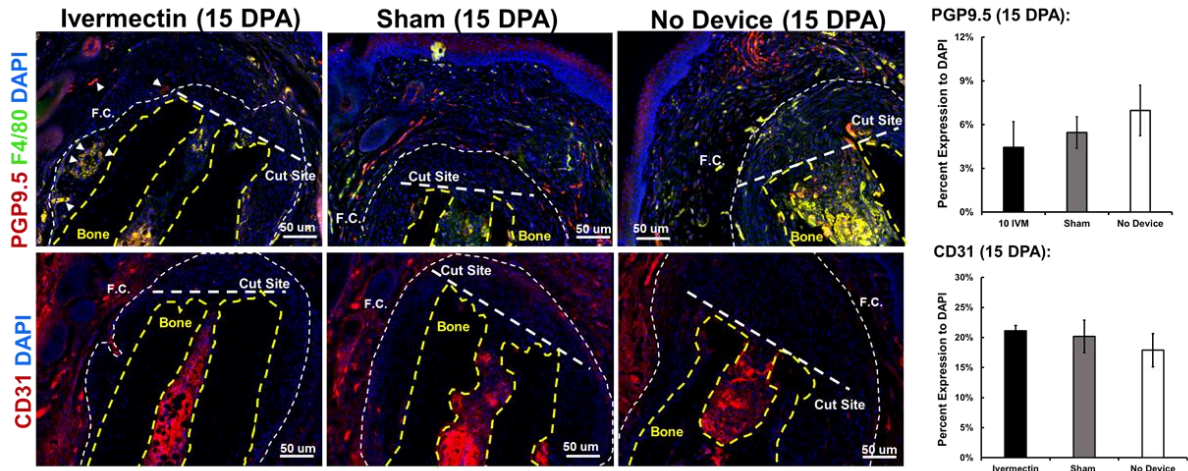 Ivermectin (15 DPA)
Sham (15 DPA)
No Device (15 DPA)
PGP9.5 F4/80 DAPI
F.C.
Cut Site
Bone
50 um
Cut Site
F.C.
Bone
50 um
Cut Site
F.C.
Bone
50 um
CD31 DAPI
F.C.
Cut Site
Bone
50 um
F.C.
Cut Site
Bone
50 um
F.C.
Cut Site
Bone
50 um
PGP9.5 (15 DPA):
Percent Expression to DAPI
12%
9%
6%
3%
0%
10 IVM
Sham
No Device
CD31 (15 DPA):
Percent Expression to DAPI
30%
25%
20%
15%
10%
5%
0%
Ivermectin
Sham
No Device